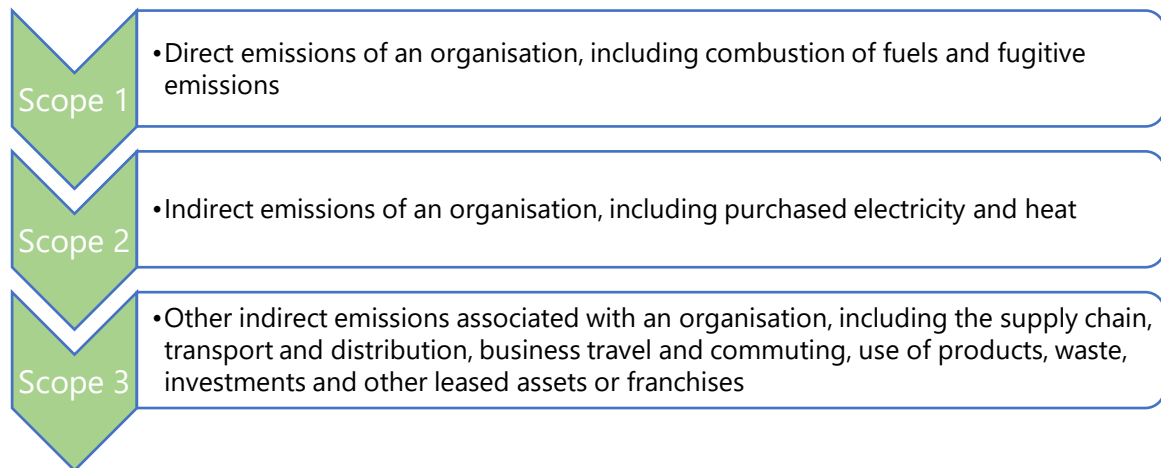 Scope 1
•Direct emissions of an organisation, including combustion of fuels and fugitive
emissions
Scope 2
•Indirect emissions of an organisation, including purchased electricity and heat
Scope 3
•Other indirect emissions associated with an organisation, including the supply chain,
transport and distribution, business travel and commuting, use of products, waste,
investments and other leased assets or franchises